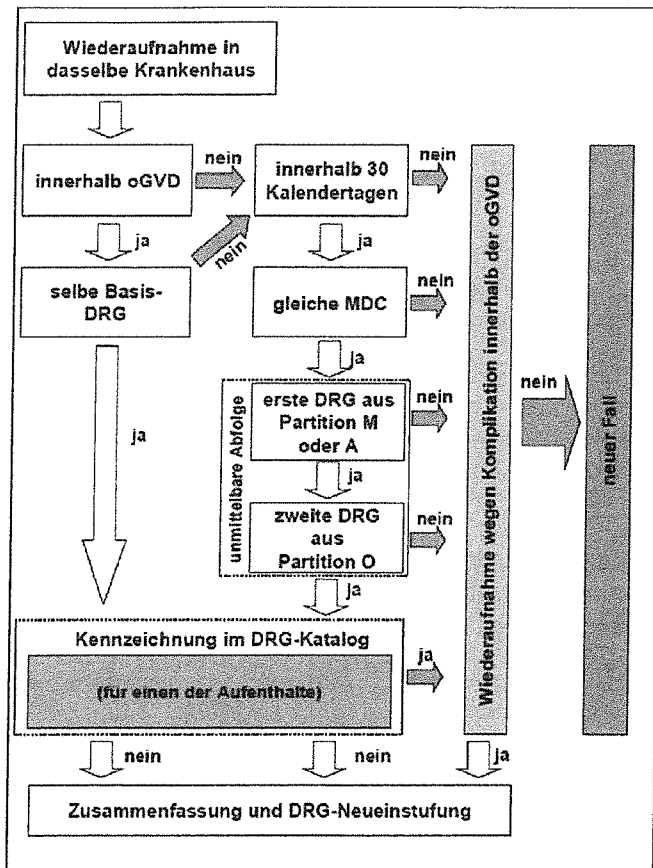 Wiederaufnahme in
dasselbe Krankenhaus
innerhalb oGVD
nein
innerhalb 30
Kalendertagen
nein
ja
nein
ja
selbe Basis-
DRG
gleiche MDC
nein
ja
ja
unmittelbare Abfolge
erste DRG aus
Partition M
oder A
nein
ja
zweite DRG
aus
Partition O
nein
ja
Kennzeichnung im DRG-Katalog
(für einen der Aufenthalte)
ja
Wiederaufnahme wegen Komplikation innerhalb der oGVD
nein
neuer Fall
nein
nein
ja
Zusammenfassung und DRG-Neueinstufung